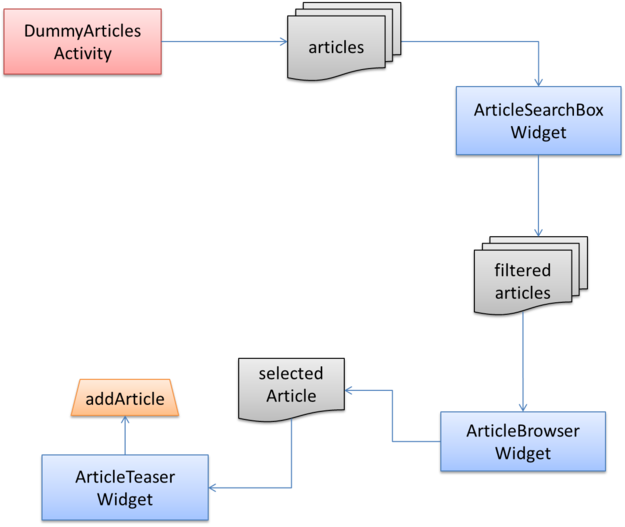 DummyArticles
Activity
articles
ArticleSearchBox
Widget
filtered
articles
ArticleBrowser
Widget
selected
Article
addArticle
ArticleTeaser
Widget